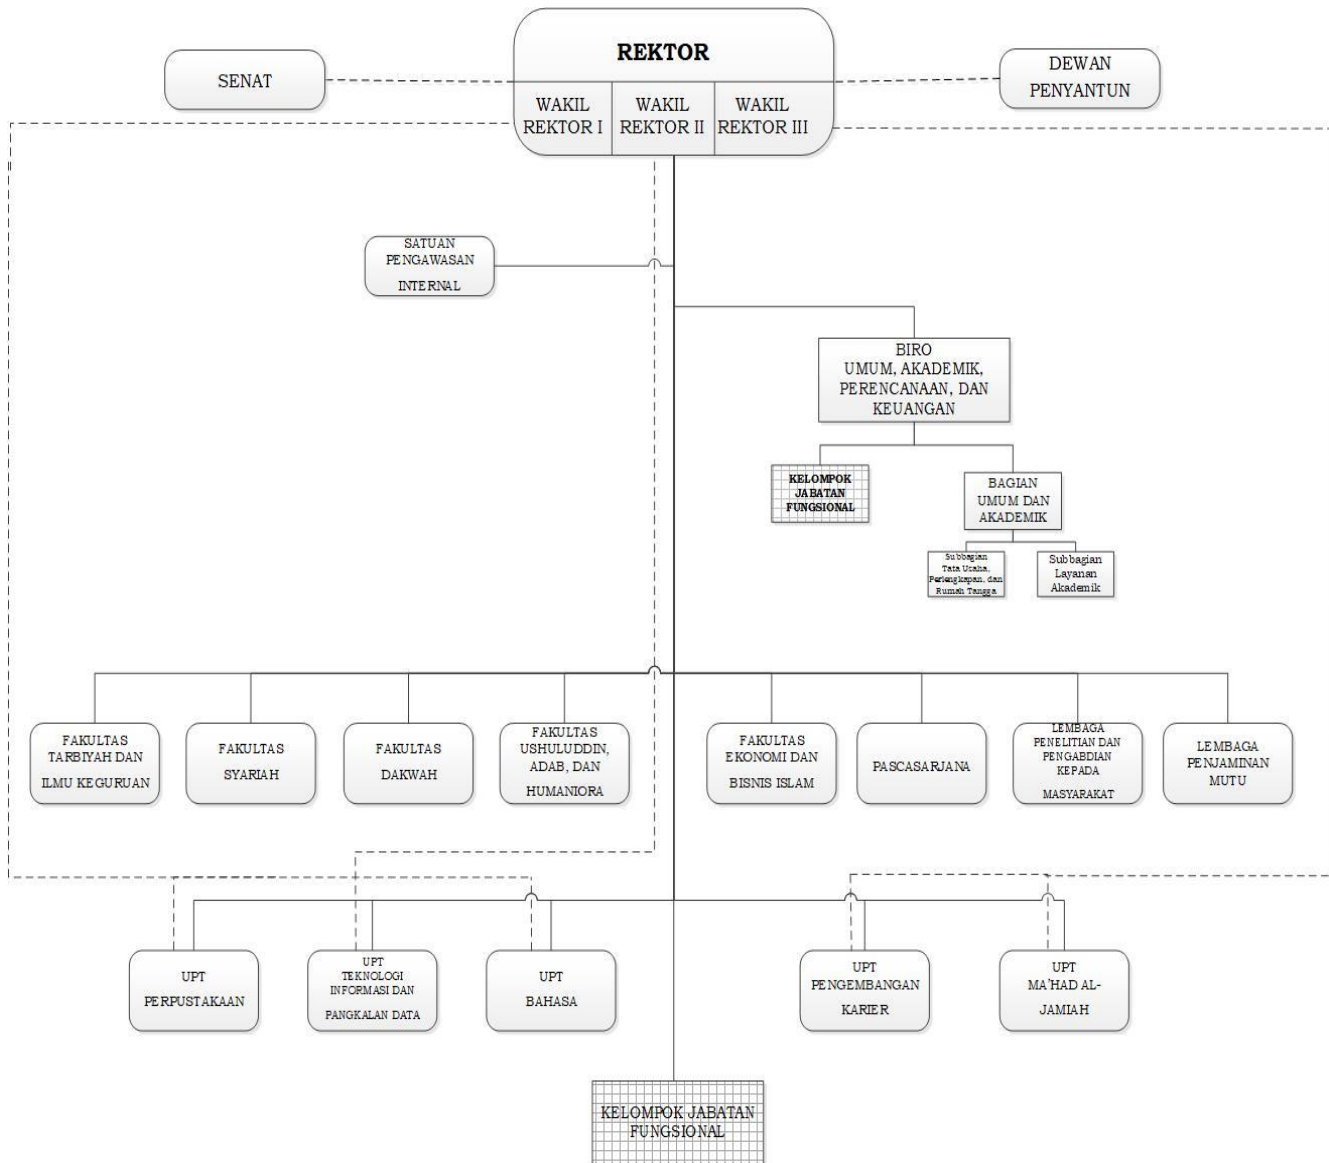 REKTOR
SENAT
DEWAN
PENYANTUN
WAKIL
REKTOR I
WAKIL
REKTOR II
WAKIL
REKTOR III
SATUAN
PENGAWASAN
INTERNAL
BIRO
UMUM, AKADEMIK,
PERENCANAAN, DAN
KEUANGAN
KELOMPOK
JABATAN
FUNGSIONAL
BAGIAN
UMUM DAN
AKADEMIK
Subbagian
Tata Usaha,
Perlengkapan, dan
Rumah Tangga
Subbagian
Layanan
Akademik
FAKULTAS
TARBIYAH DAN
ILMU KEGURUAN
FAKULTAS
SYARIAH
FAKULTAS
DAKWAH
FAKULTAS
USHULUDDIN,
ADAB, DAN
HUMANIORA
FAKULTAS
EKONOMI DAN
BISNIS ISLAM
PASCASARJANA
LEMBAGA
PENELITIAN DAN
PENGABDIAN
KEPADA
MASYARAKAT
LEMBAGA
PENJAMINAN
MUTU
UPT
PERPUSTAKAAN
UPT
TEKNOLOGI
INFORMASI DAN
PANGKALAN DATA
UPT
BAHASA
UPT
PENGEMBANGAN
KARIER
UPT
MA'HAD AL-
JAMIAH
KELOMPOK JABATAN
FUNGSIONAL